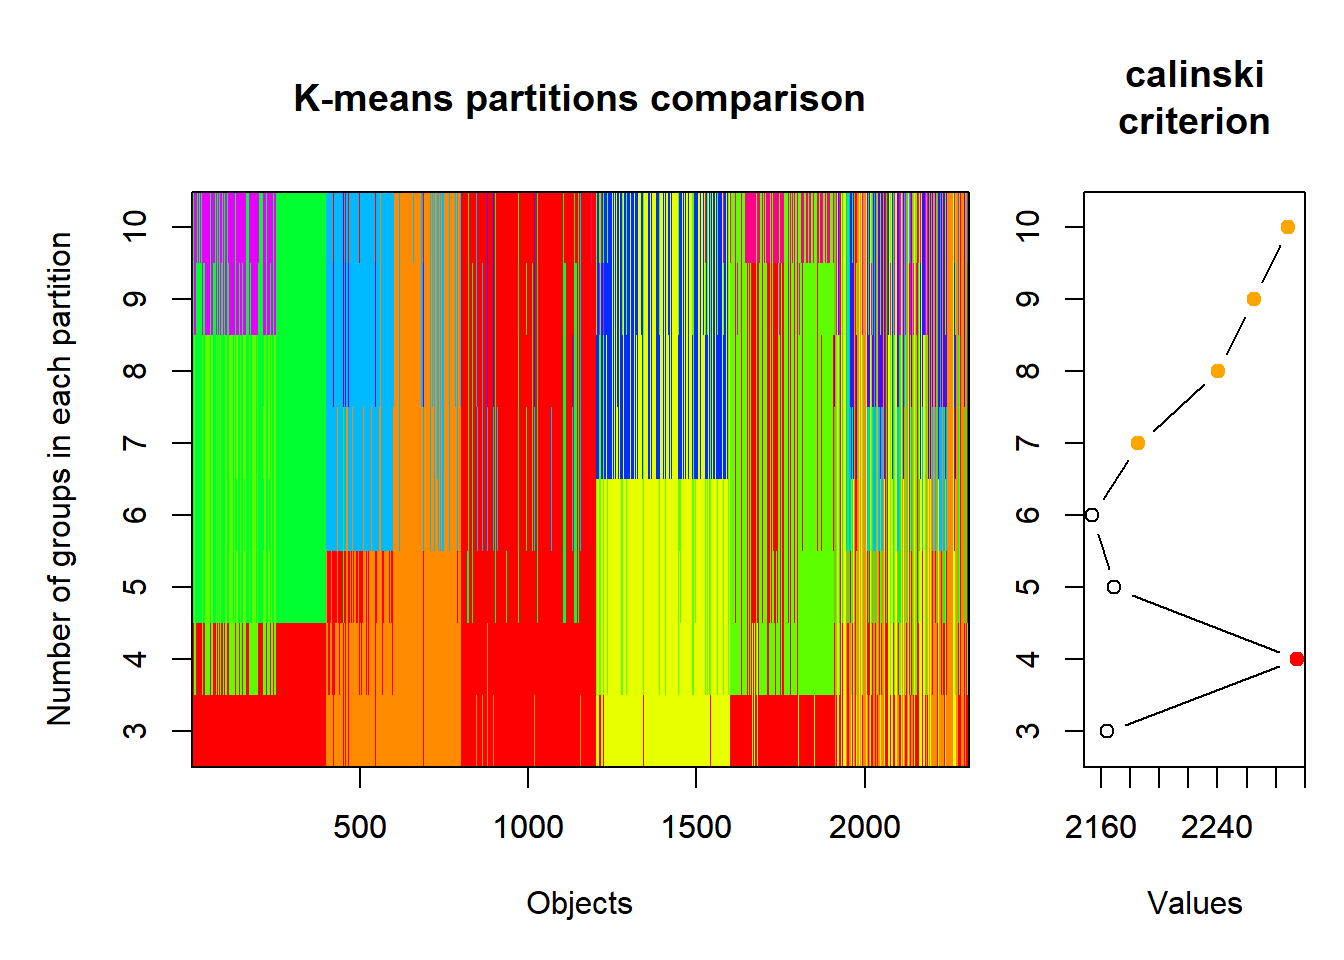 K-means partitions comparison
calinski
criterion
Number of groups in each partition
10
9
8
7
6
5
4
3
500 1000 1500 2000
Objects
10
9
8
7
6
5
4
3
2160 2240
Values